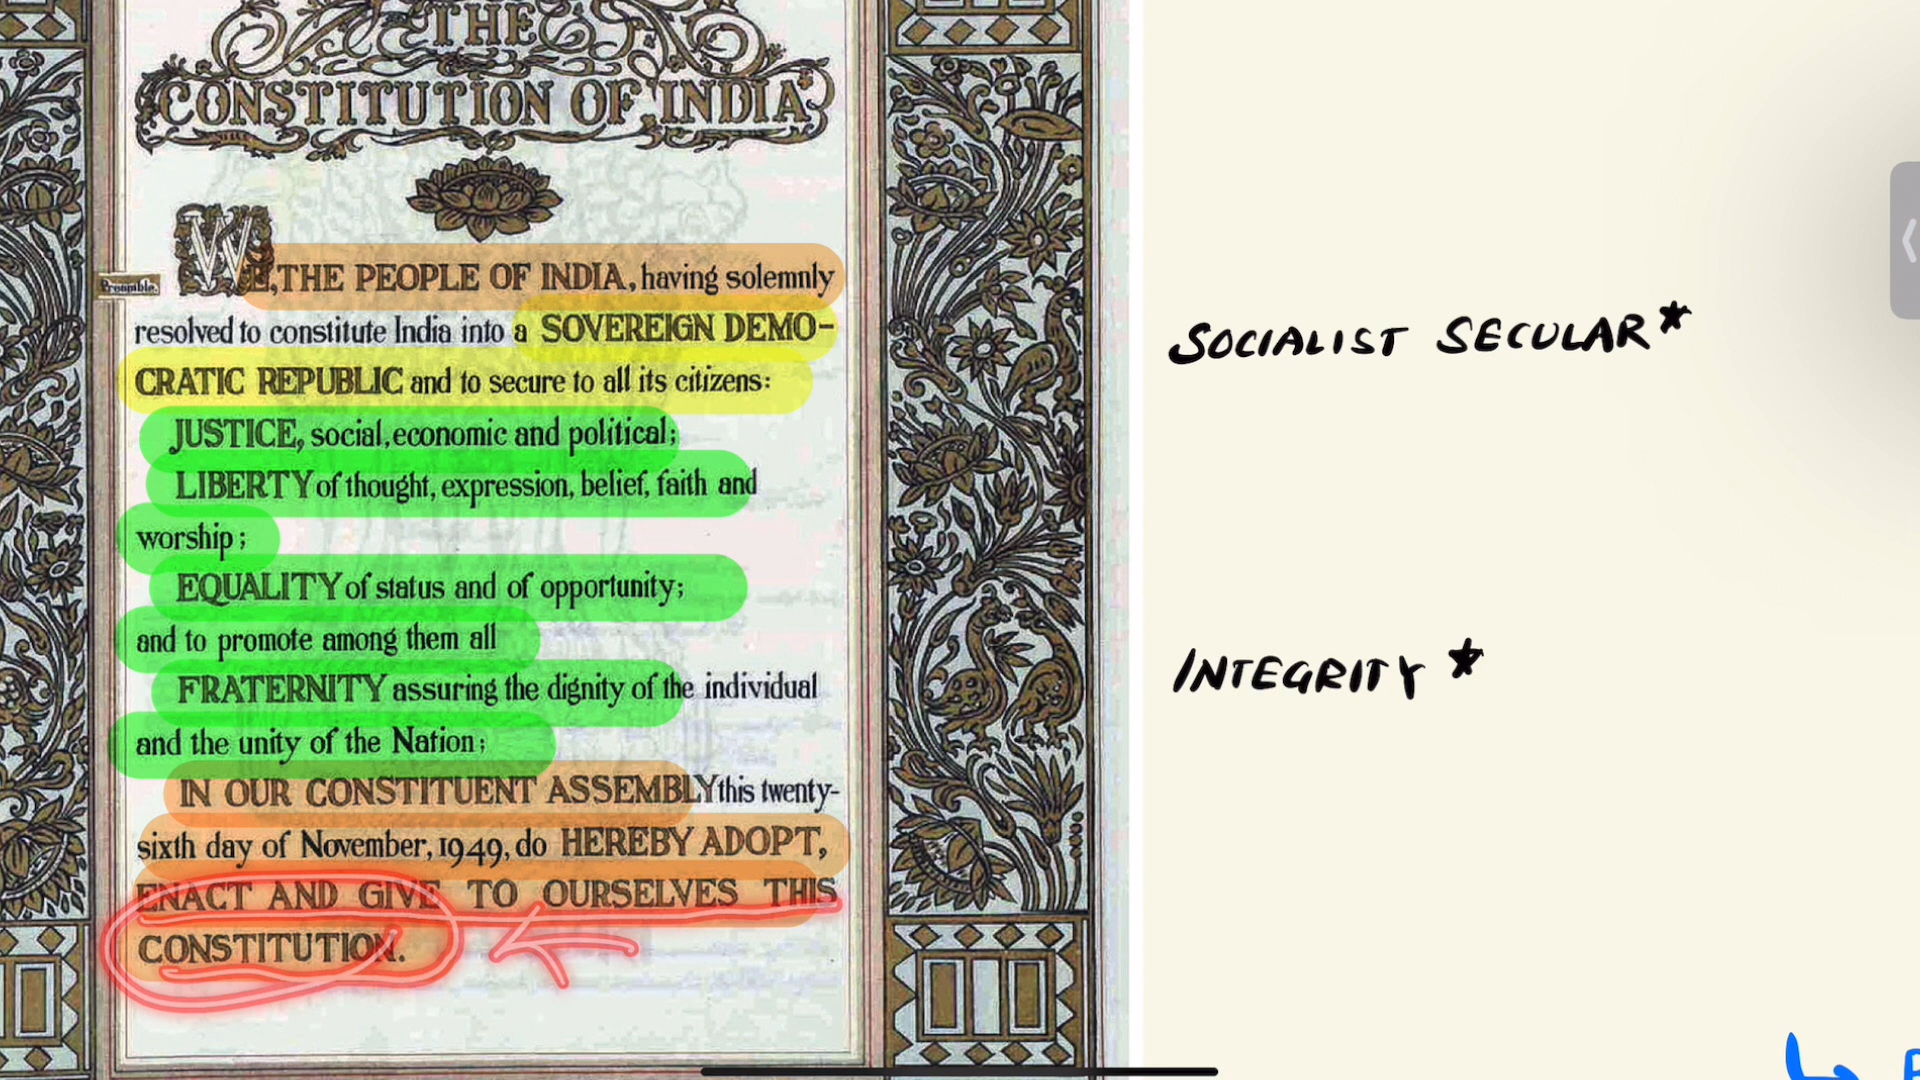 THE
CONSTITUTION OF INDIA
Preamble.
WE, THE PEOPLE OF INDIA, having solemnly
resolved to constitute India into a SOVEREIGN DEMO-
CRATIC REPUBLIC and to secure to all its citizens:
JUSTICE, social, economic and political;
LIBERTY of thought, expression, belief, faith and
worship;
EQUALITY of status and of opportunity;
and to promote among them all
FRATERNITY assuring the dignity of the individual
and the unity of the Nation;
IN OUR CONSTITUENT ASSEMBLY this twenty-
sixth day of November, 1949, do HEREBY ADOPT,
ENACT AND GIVE TO OURSELVES THIS
CONSTITUTION.
SOCIALIST SECULAR*
INTEGRITY *